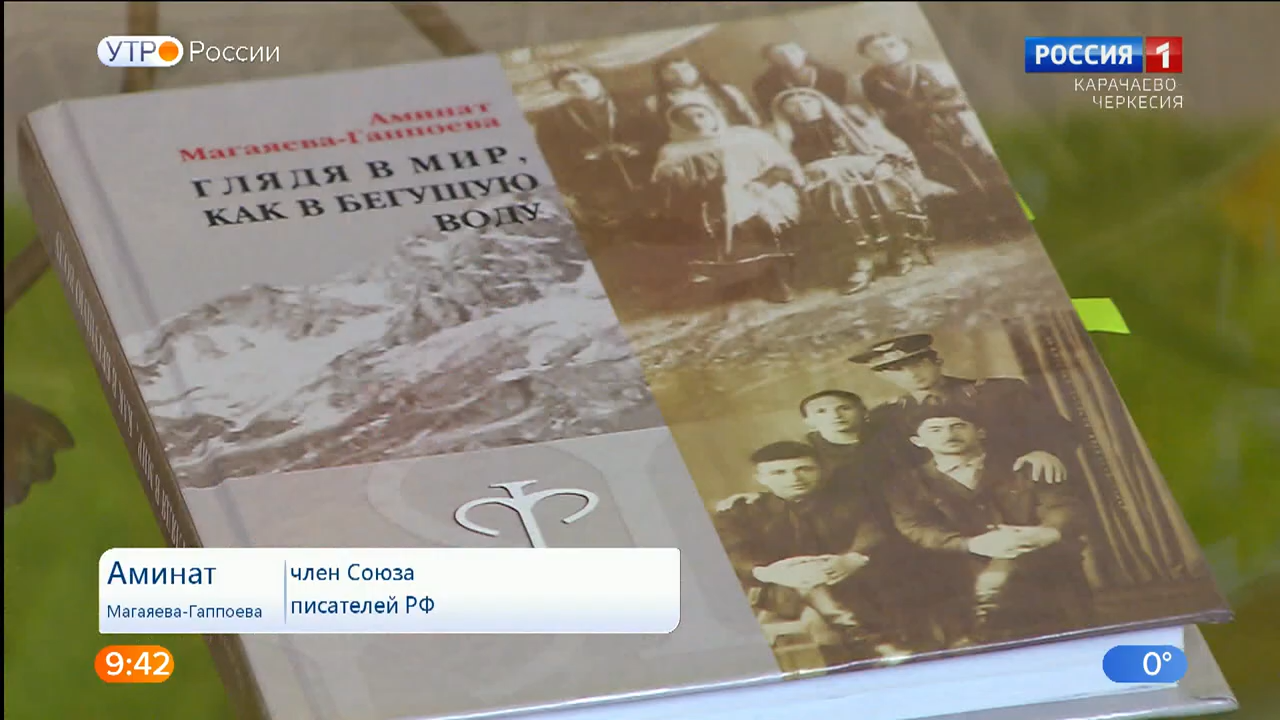 УТРО России
РОССИЯ 1
КАРАЧАЕВО
ЧЕРКЕСИЯ
Аминат
Магаяева-Гаппоева
ГЛЯДЯ В МИР,
КАК В БЕГУЩУЮ
ВОДУ
Аминат
Магаяева-Гаппоева
член Союза
писателей РФ
9:42
0°